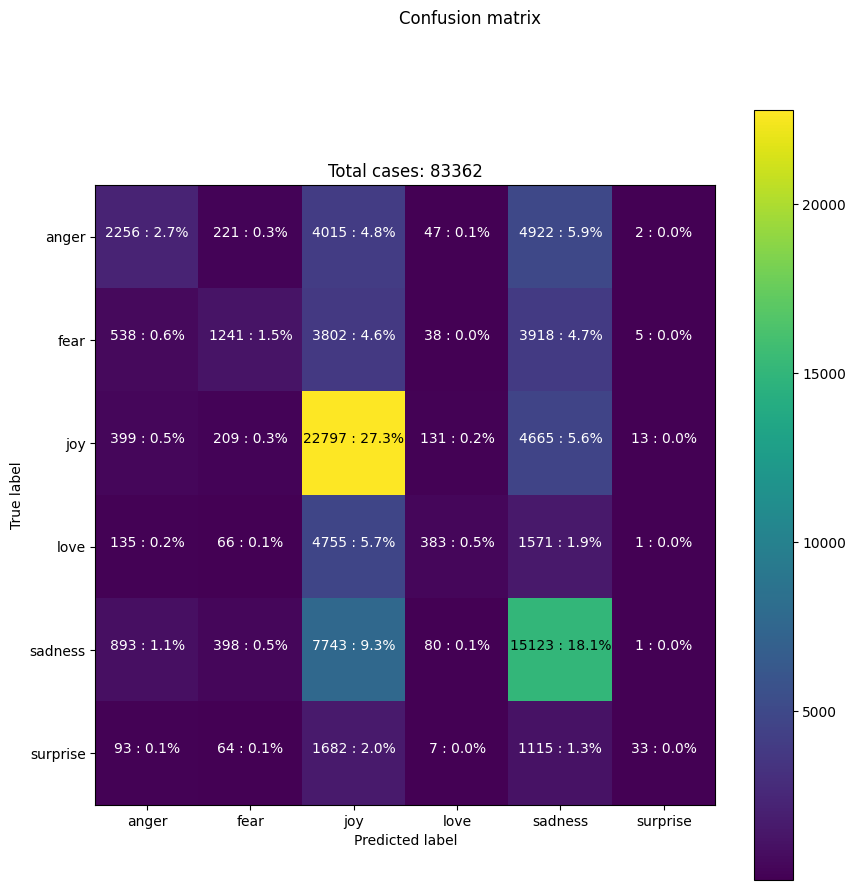 Confusion matrix
Total cases: 83362
anger 2256 : 2.7% 221 : 0.3% 4015 : 4.8% 47 : 0.1% 4922 : 5.9% 2 : 0.0%
fear 538 : 0.6% 1241 : 1.5% 3802 : 4.6% 38 : 0.0% 3918 : 4.7% 5 : 0.0%
joy 399 : 0.5% 209 : 0.3% 22797 : 27.3% 131 : 0.2% 4665 : 5.6% 13 : 0.0%
love 135 : 0.2% 66 : 0.1% 4755 : 5.7% 383 : 0.5% 1571 : 1.9% 1 : 0.0%
sadness 893 : 1.1% 398 : 0.5% 7743 : 9.3% 80 : 0.1% 15123 : 18.1% 1 : 0.0%
surprise 93 : 0.1% 64 : 0.1% 1682 : 2.0% 7 : 0.0% 1115 : 1.3% 33 : 0.0%
True label
anger fear joy love sadness surprise
Predicted label
20000
15000
10000
5000